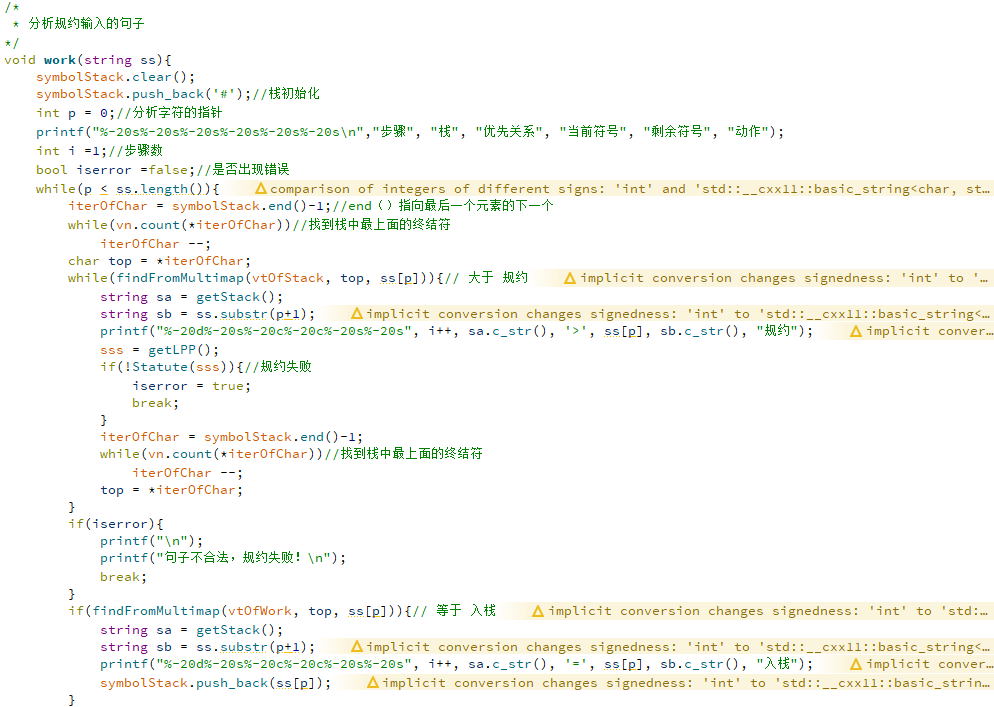 /*
 * 分析规约输入的句子
*/
void work(string ss){
    symbolStack.clear();
    symbolStack.push_back('#');//栈初始化
    int p = 0;//分析字符的指针
    printf("%-20s%-20s%-20s%-20s%-20s%-20s\n","步骤", "栈", "优先关系", "当前符号", "剩余符号", "动作");
    int i =1;//步骤数
    bool iserror =false;//是否出现错误
    while(p < ss.length()){ comparison of integers of different signs: 'int' and 'std::__cxx11::basic_string<char, st…
        iterOfChar = symbolStack.end()-1;//end（）指向最后一个元素的下一个
        while(vn.count(*iterOfChar))//找到栈中最上面的终结符
            iterOfChar --;
        char top = *iterOfChar;
        while(findFromMultimap(vtOfStack, top, ss[p])){// 大于 规约 implicit conversion changes signedness: 'int' to '…
            string sa = getStack();
            string sb = ss.substr(p+1); implicit conversion changes signedness: 'int' to 'std::__cxx11::basic_string<…
            printf("%-20d%-20s%-20c%-20c%-20s%-20s", i++, sa.c_str(), '>', ss[p], sb.c_str(), "规约"); implicit conver…
            sss = getLPP();
            if(!Statute(sss)){//规约失败
                iserror = true;
                break;
            }
            iterOfChar = symbolStack.end()-1;
            while(vn.count(*iterOfChar))//找到栈中最上面的终结符
                iterOfChar --;
            top = *iterOfChar;
        }
        if(iserror){
            printf("\n");
            printf("句子不合法，规约失败！\n");
            break;
        }
        if(findFromMultimap(vtOfWork, top, ss[p])){// 等于 入栈 implicit conversion changes signedness: 'int' to 'std:…
            string sa = getStack();
            string sb = ss.substr(p+1); implicit conversion changes signedness: 'int' to 'std::__cxx11::basic_string<…
            printf("%-20d%-20s%-20c%-20c%-20s%-20s", i++, sa.c_str(), '=', ss[p], sb.c_str(), "入栈"); implicit conver…
            symbolStack.push_back(ss[p]); implicit conversion changes signedness: 'int' to 'std::__cxx11::basic_strin…
        }